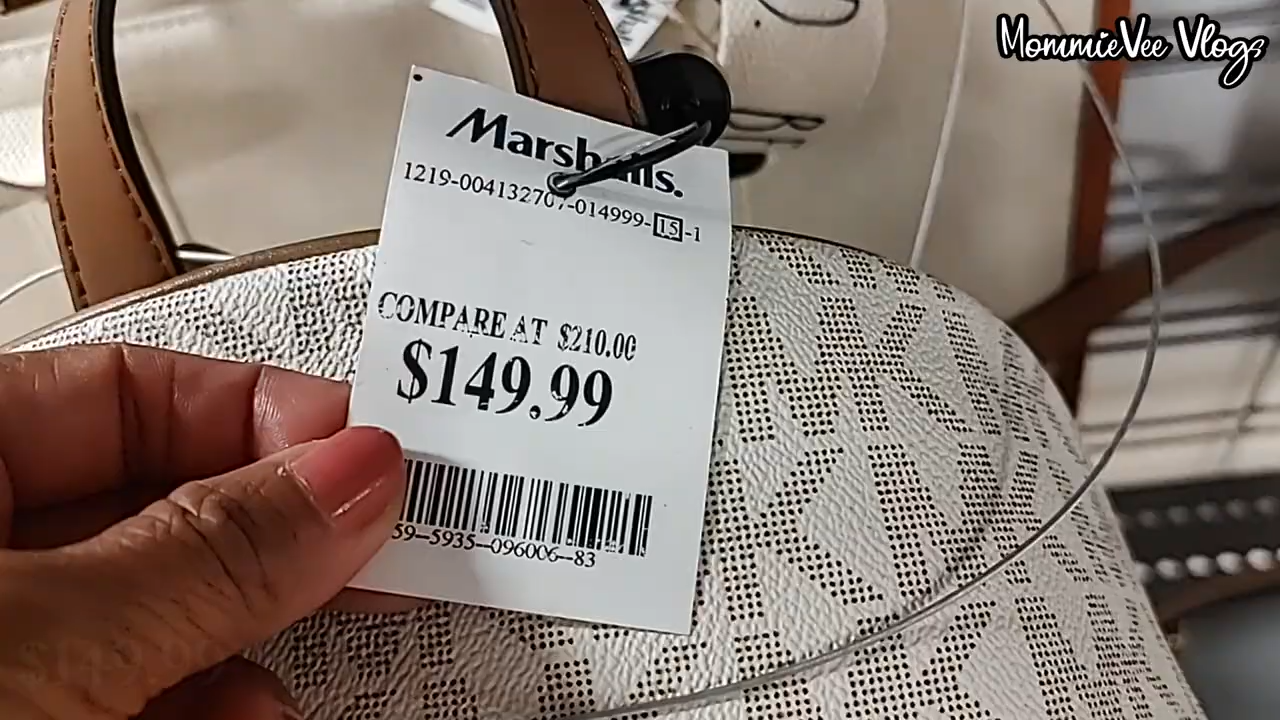 MommieVee Vlogs
Marshalls.
1219-004132707-014999-15-1
COMPARE AT $210.00
$149.99
59-5935-096006-83